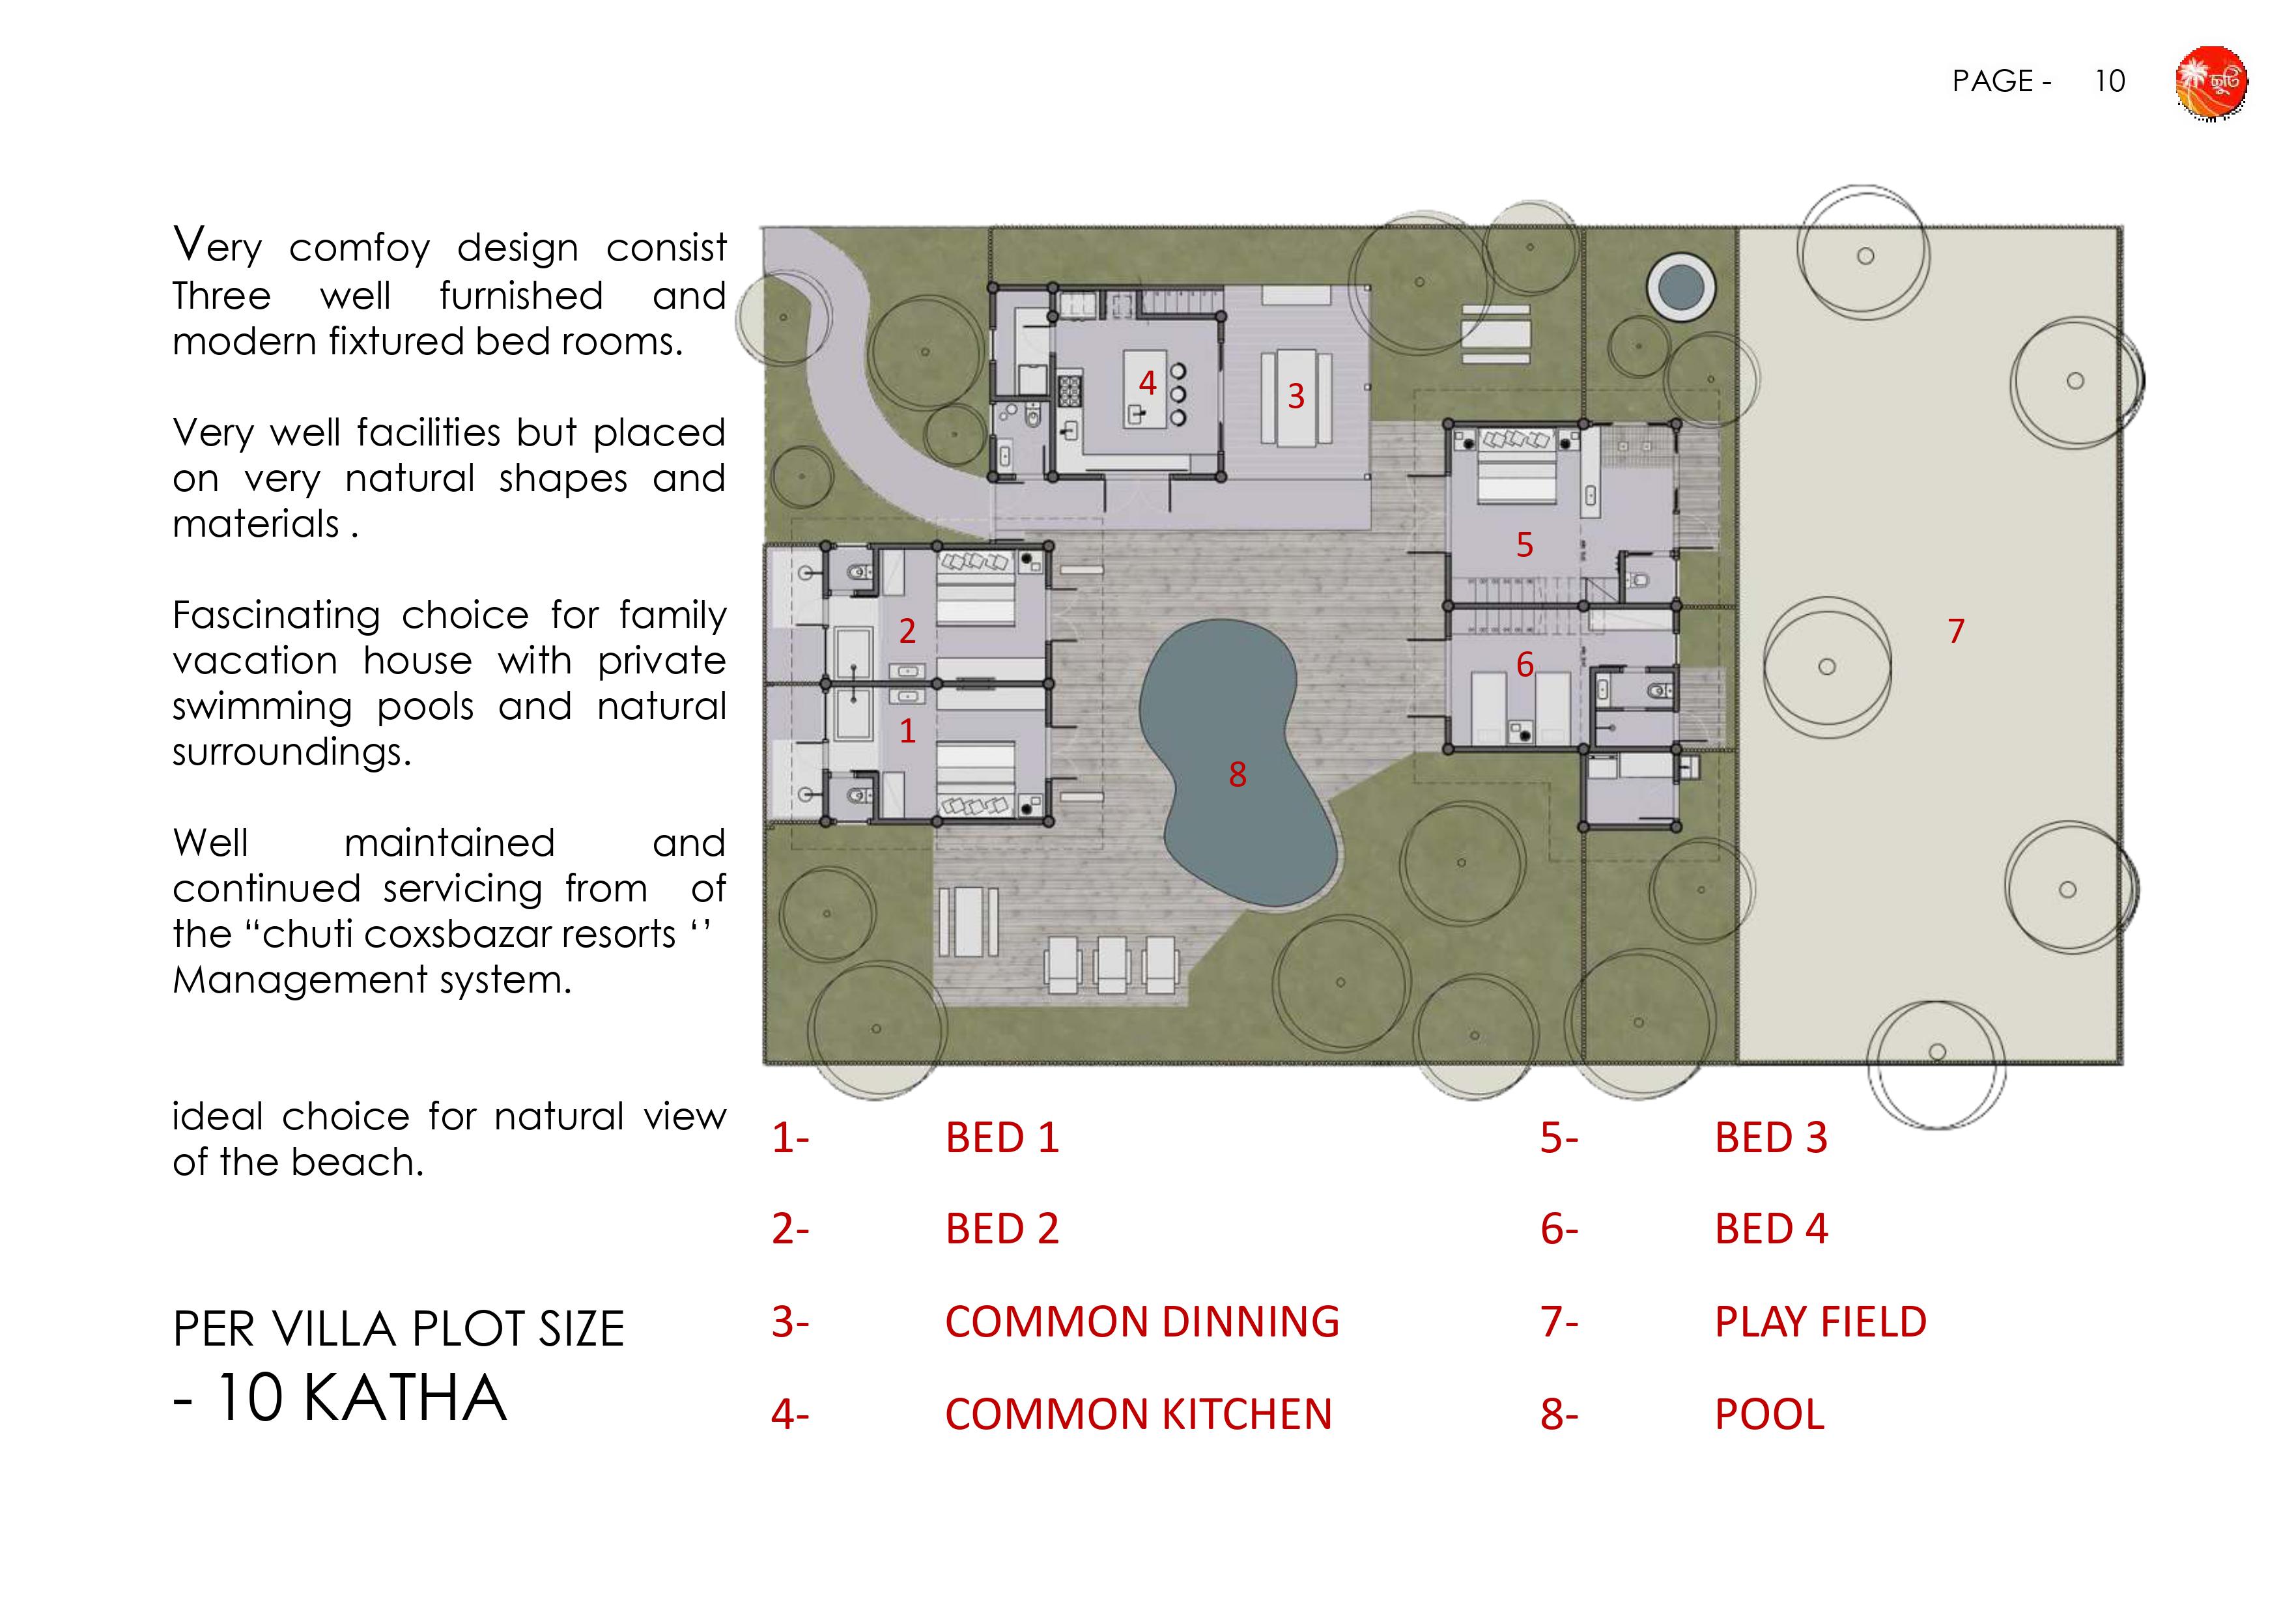 PAGE - 10
ছুটি
Very comfoy design consist
Three well furnished and
modern fixtured bed rooms.
Very well facilities but placed
on very natural shapes and
materials .
Fascinating choice for family
vacation house with private
swimming pools and natural
surroundings.
Well maintained and
continued servicing from of
the “chuti coxsbazar resorts ‘’
Management system.
ideal choice for natural view
of the beach.
PER VILLA PLOT SIZE
- 10 KATHA
4
3
5
2
6
7
1
8
1- BED 1
2- BED 2
3- COMMON DINNING
4- COMMON KITCHEN
5- BED 3
6- BED 4
7- PLAY FIELD
8- POOL